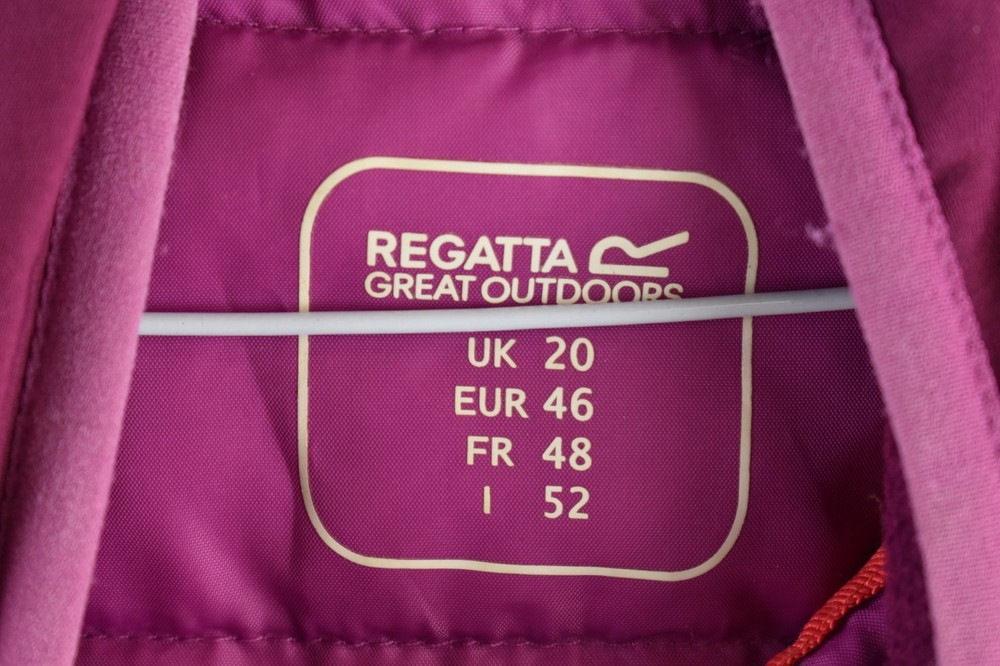 REGATTA
GREAT OUTDOORS
UK 20
EUR 46
FR 48
I 52